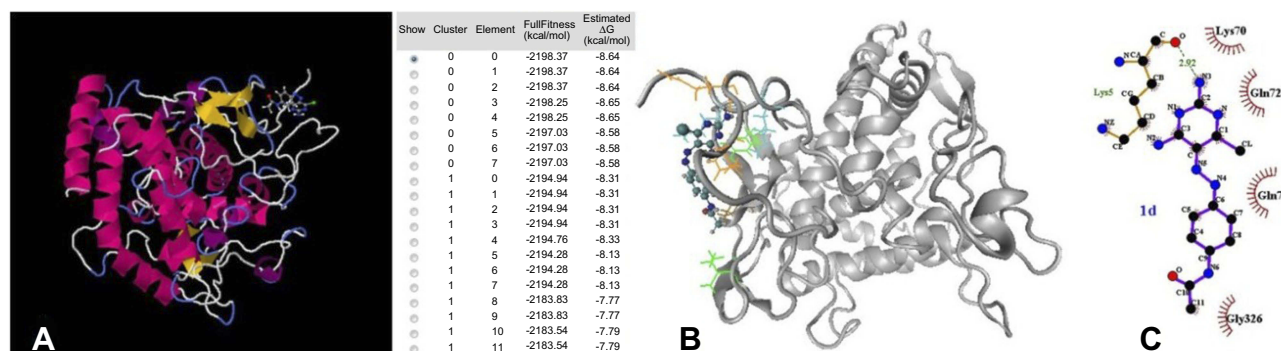 Show Cluster Element FullFitness (kcal/mol) Estimated ΔG (kcal/mol)
0 0 -2198.37 -8.64
0 1 -2198.37 -8.64
0 2 -2198.37 -8.64
0 3 -2198.25 -8.65
0 4 -2198.25 -8.65
0 5 -2197.03 -8.58
0 6 -2197.03 -8.58
0 7 -2197.03 -8.58
1 0 -2194.94 -8.31
1 1 -2194.94 -8.31
1 2 -2194.94 -8.31
1 3 -2194.94 -8.31
1 4 -2194.76 -8.33
1 5 -2194.28 -8.13
1 6 -2194.28 -8.13
1 7 -2194.28 -8.13
1 8 -2183.83 -7.77
1 9 -2183.83 -7.77
1 10 -2183.54 -7.79
1 11 -2183.54 -7.79
A
B
C O Lys70
N CA 2.92
CB N3
Lys5 CG C2 Gln72
N1 N
NZ CD
CE N2 C3 C1
C CL
N5
N4 Gln7
1d C6
C5 C7
C4 C8
C9
O N6
C10
C11
Gly326
C